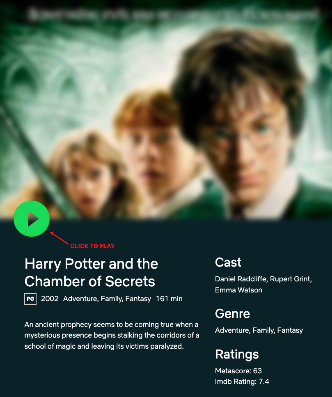 CLICK TO PLAY
Harry Potter and the
Chamber of Secrets
PG 2002 Adventure, Family, Fantasy 161 min
An ancient prophecy seems to be coming true when a
mysterious presence begins stalking the corridors of a
school of magic and leaving its victims paralyzed.
Cast
Daniel Radcliffe, Rupert Grint,
Emma Watson
Genre
Adventure, Family, Fantasy
Ratings
Metascore: 63
Imdb Rating: 7.4